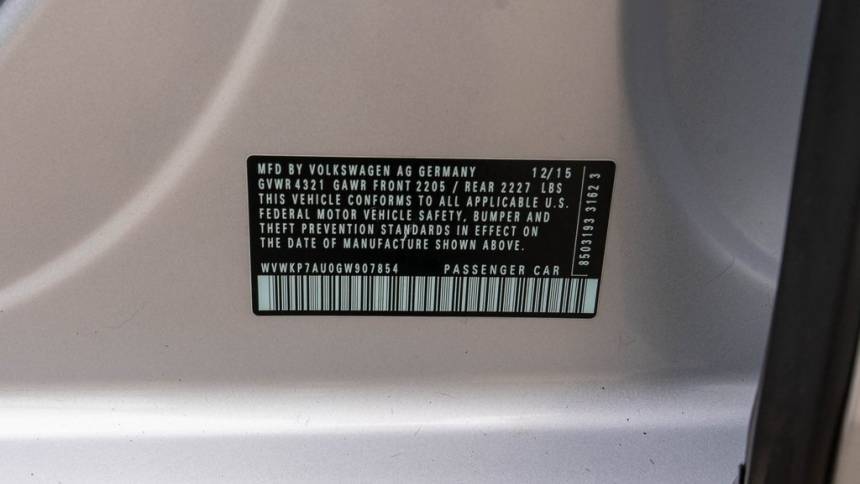 MFD BY VOLKSWAGEN AG GERMANY 12/15
GVWR 4321 GAWR FRONT 2205 / REAR 2227 LBS
THIS VEHICLE CONFORMS TO ALL APPLICABLE U.S.
FEDERAL MOTOR VEHICLE SAFETY, BUMPER AND
THEFT PREVENTION STANDARDS IN EFFECT ON
THE DATE OF MANUFACTURE SHOWN ABOVE.
WVWKP7AU0GW907854 PASSENGER CAR
8503193 3162 3